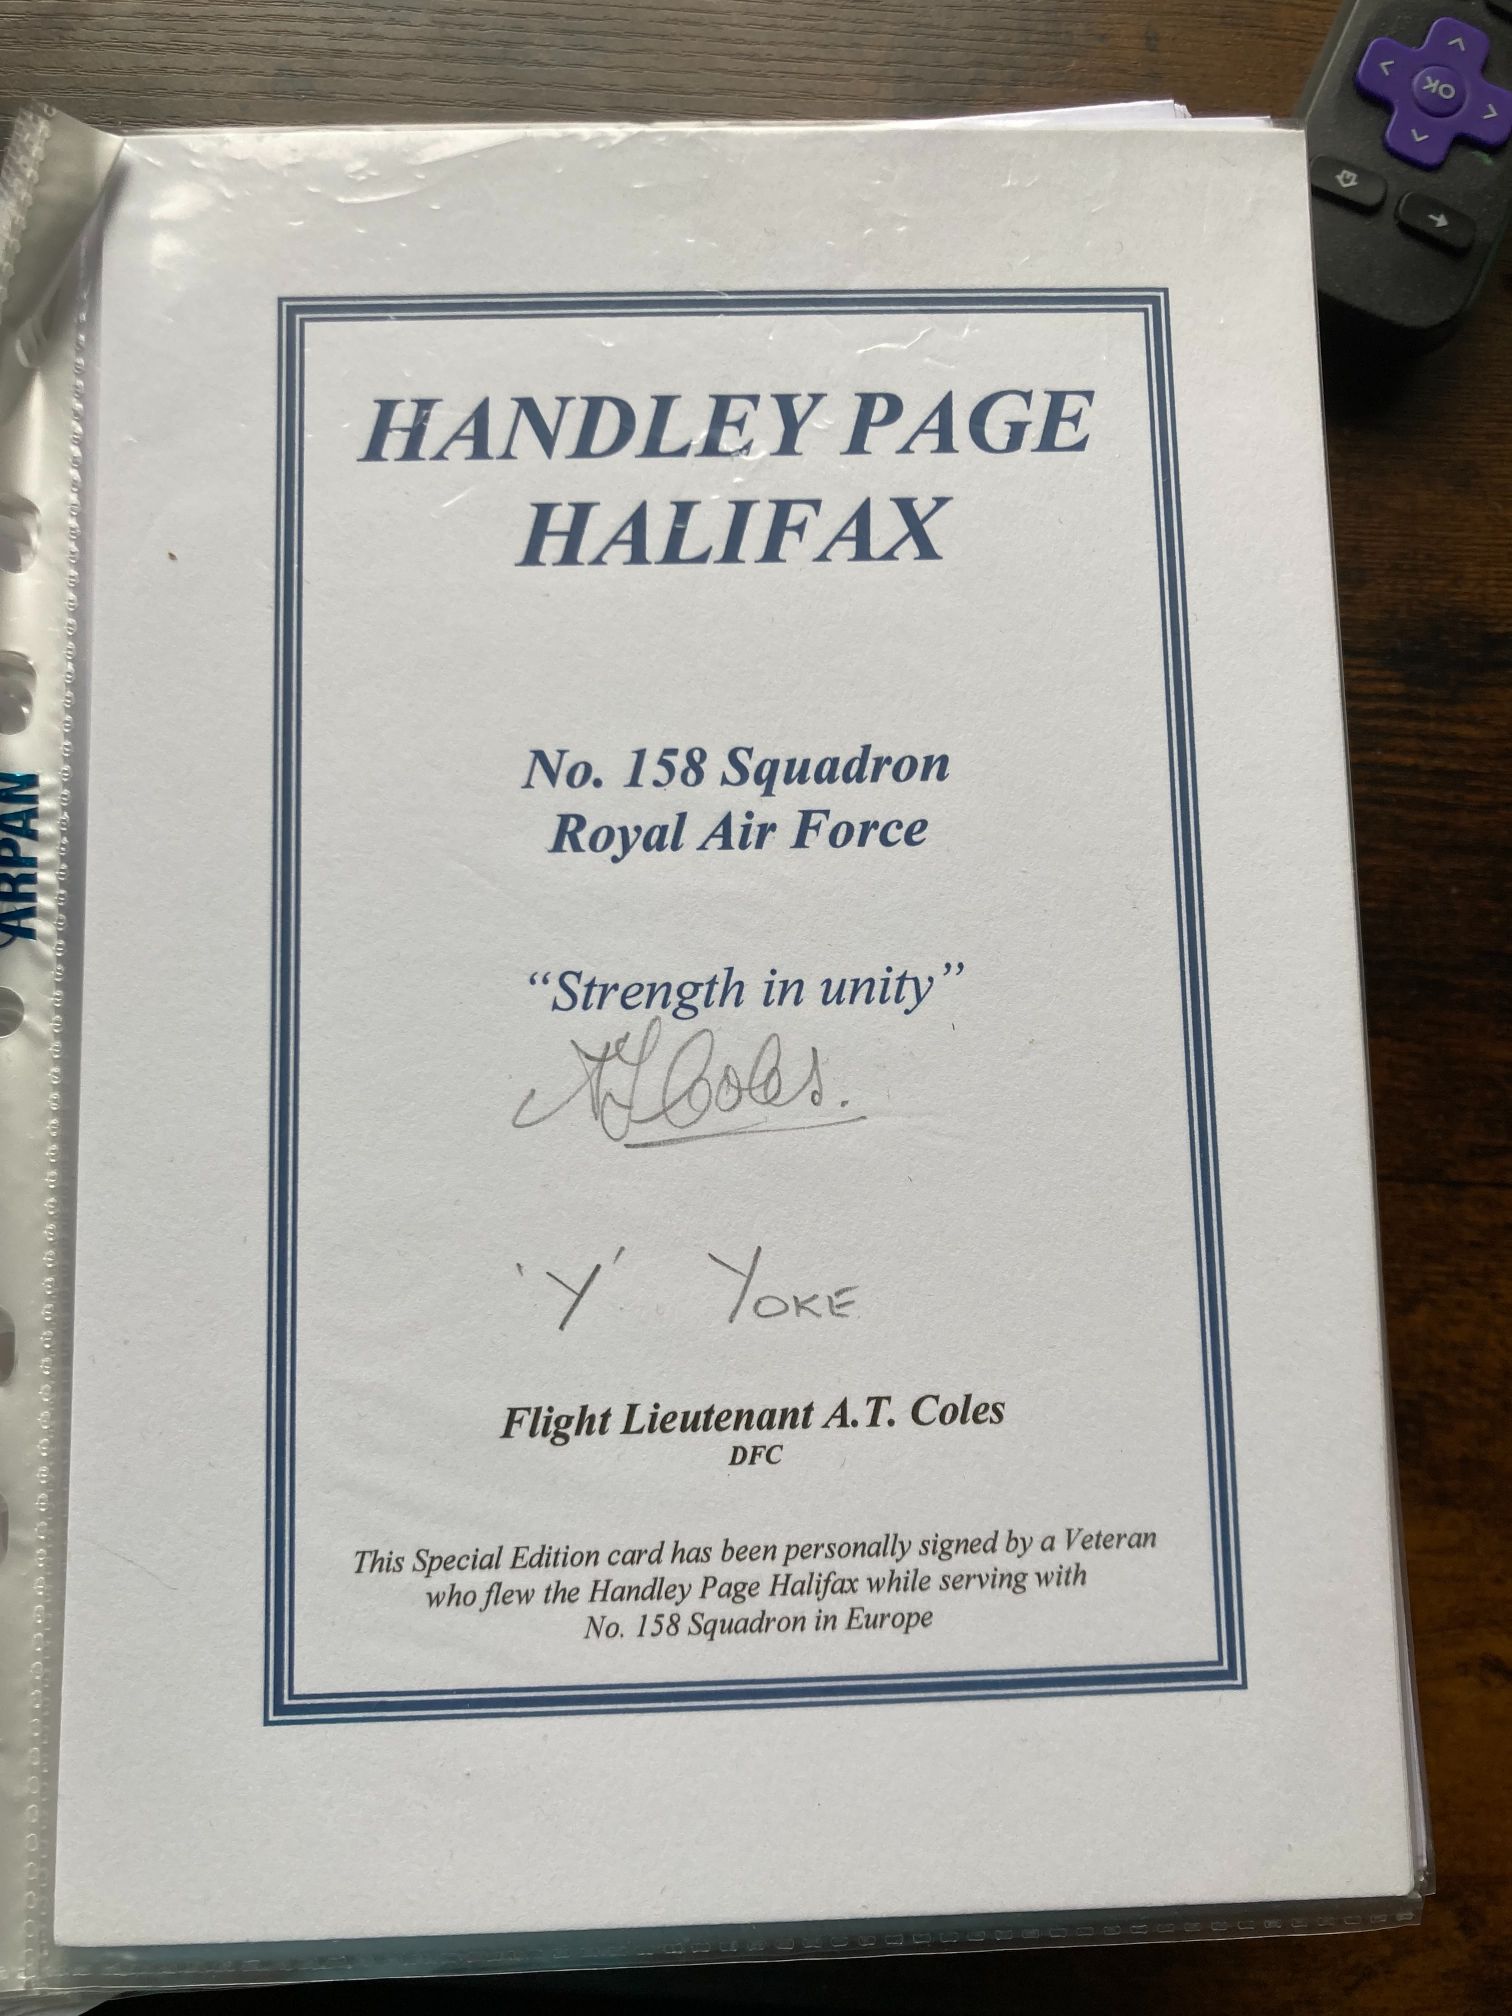 HANDLEY PAGE
HALIFAX
No. 158 Squadron
Royal Air Force
“Strength in unity”
AT Coles.
'Y' YOKE
Flight Lieutenant A.T. Coles
DFC
This Special Edition card has been personally signed by a Veteran
who flew the Handley Page Halifax while serving with
No. 158 Squadron in Europe
ARPAN
OK